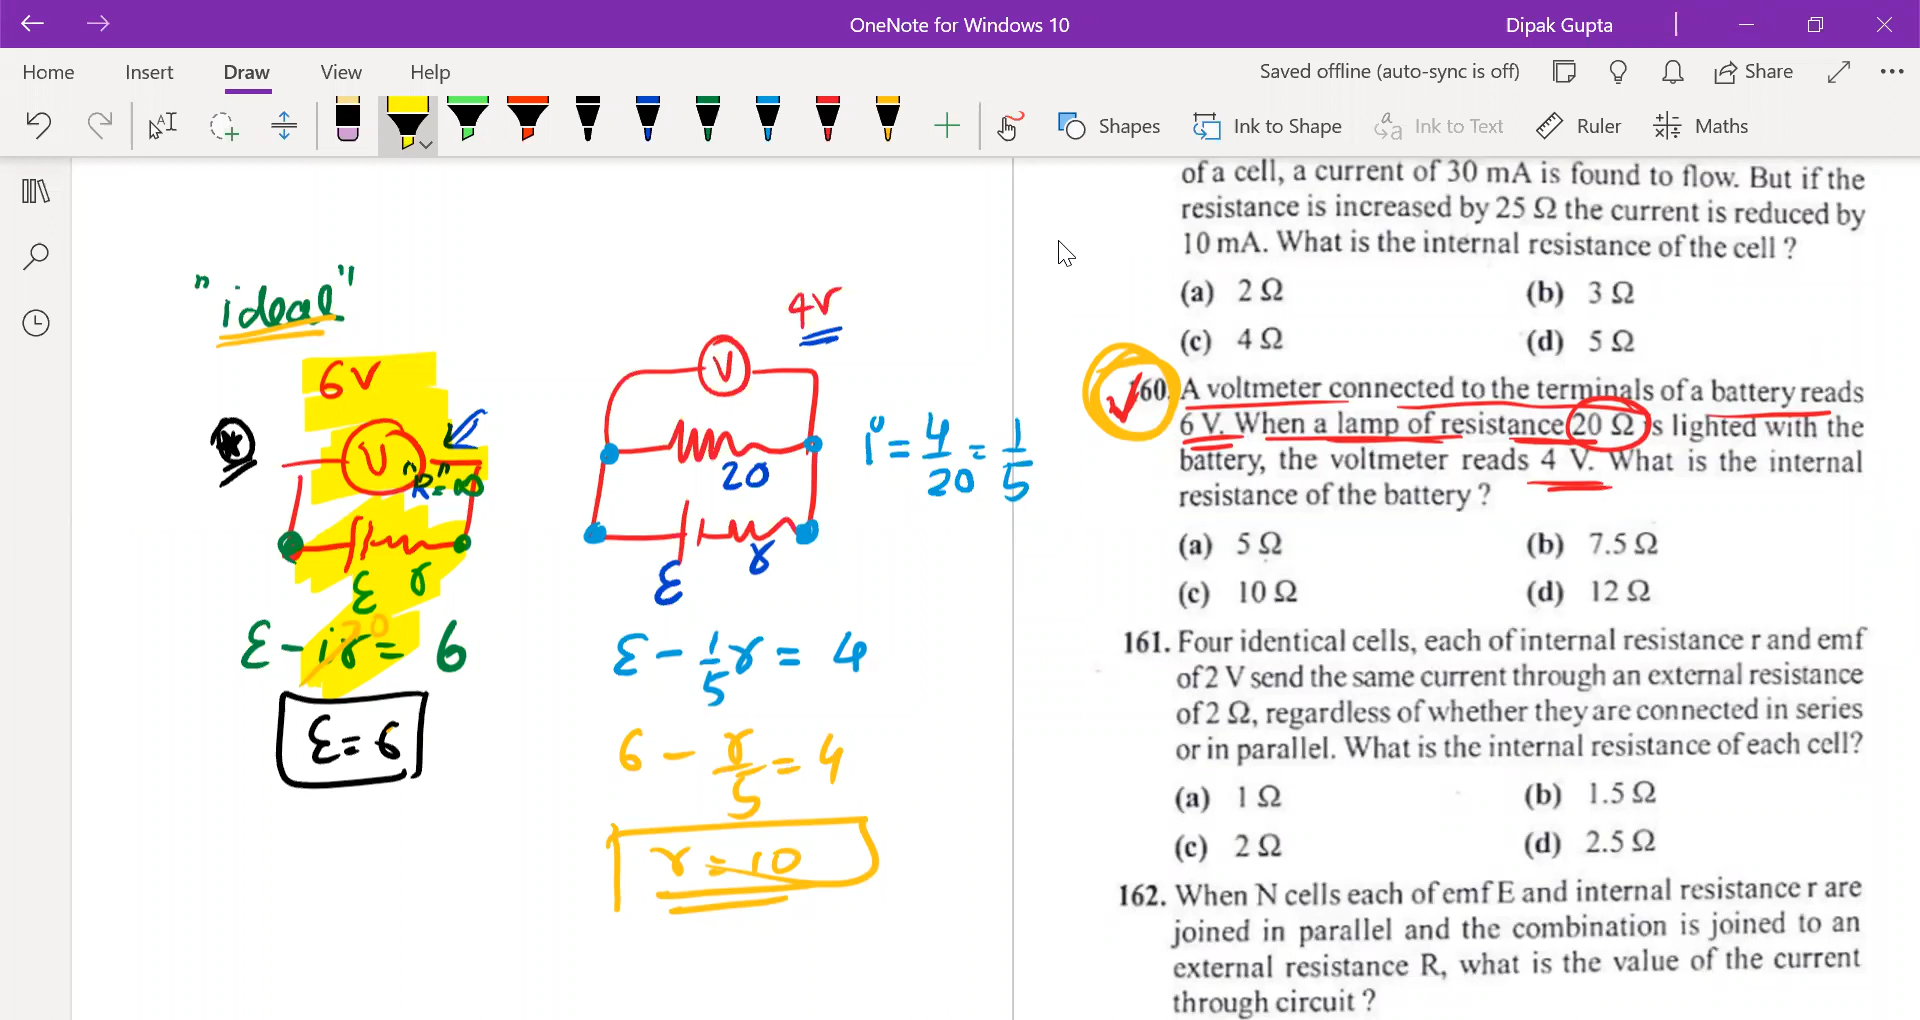 OneNote for Windows 10
Dipak Gupta
Home Insert Draw View Help
Saved offline (auto-sync is off) Share
Shapes Ink to Shape Ink to Text Ruler Maths
"ideal"
6V
V
"R"= ∞
ε r
ε - ir = 6
0
ε = 6
4V
V
20
ε r
i = 4/20 = 1/5
ε - 1/5 r = 4
6 - r/5 = 4
r = 10
of a cell, a current of 30 mA is found to flow. But if the
resistance is increased by 25 Ω the current is reduced by
10 mA. What is the internal resistance of the cell ?
(a) 2 Ω (b) 3 Ω
(c) 4 Ω (d) 5 Ω
160. A voltmeter connected to the terminals of a battery reads
6 V. When a lamp of resistance 20 Ω is lighted with the
battery, the voltmeter reads 4 V. What is the internal
resistance of the battery ?
(a) 5 Ω (b) 7.5 Ω
(c) 10 Ω (d) 12 Ω
161. Four identical cells, each of internal resistance r and emf
of 2 V send the same current through an external resistance
of 2 Ω, regardless of whether they are connected in series
or in parallel. What is the internal resistance of each cell?
(a) 1 Ω (b) 1.5 Ω
(c) 2 Ω (d) 2.5 Ω
162. When N cells each of emf E and internal resistance r are
joined in parallel and the combination is joined to an
external resistance R, what is the value of the current
through circuit ?